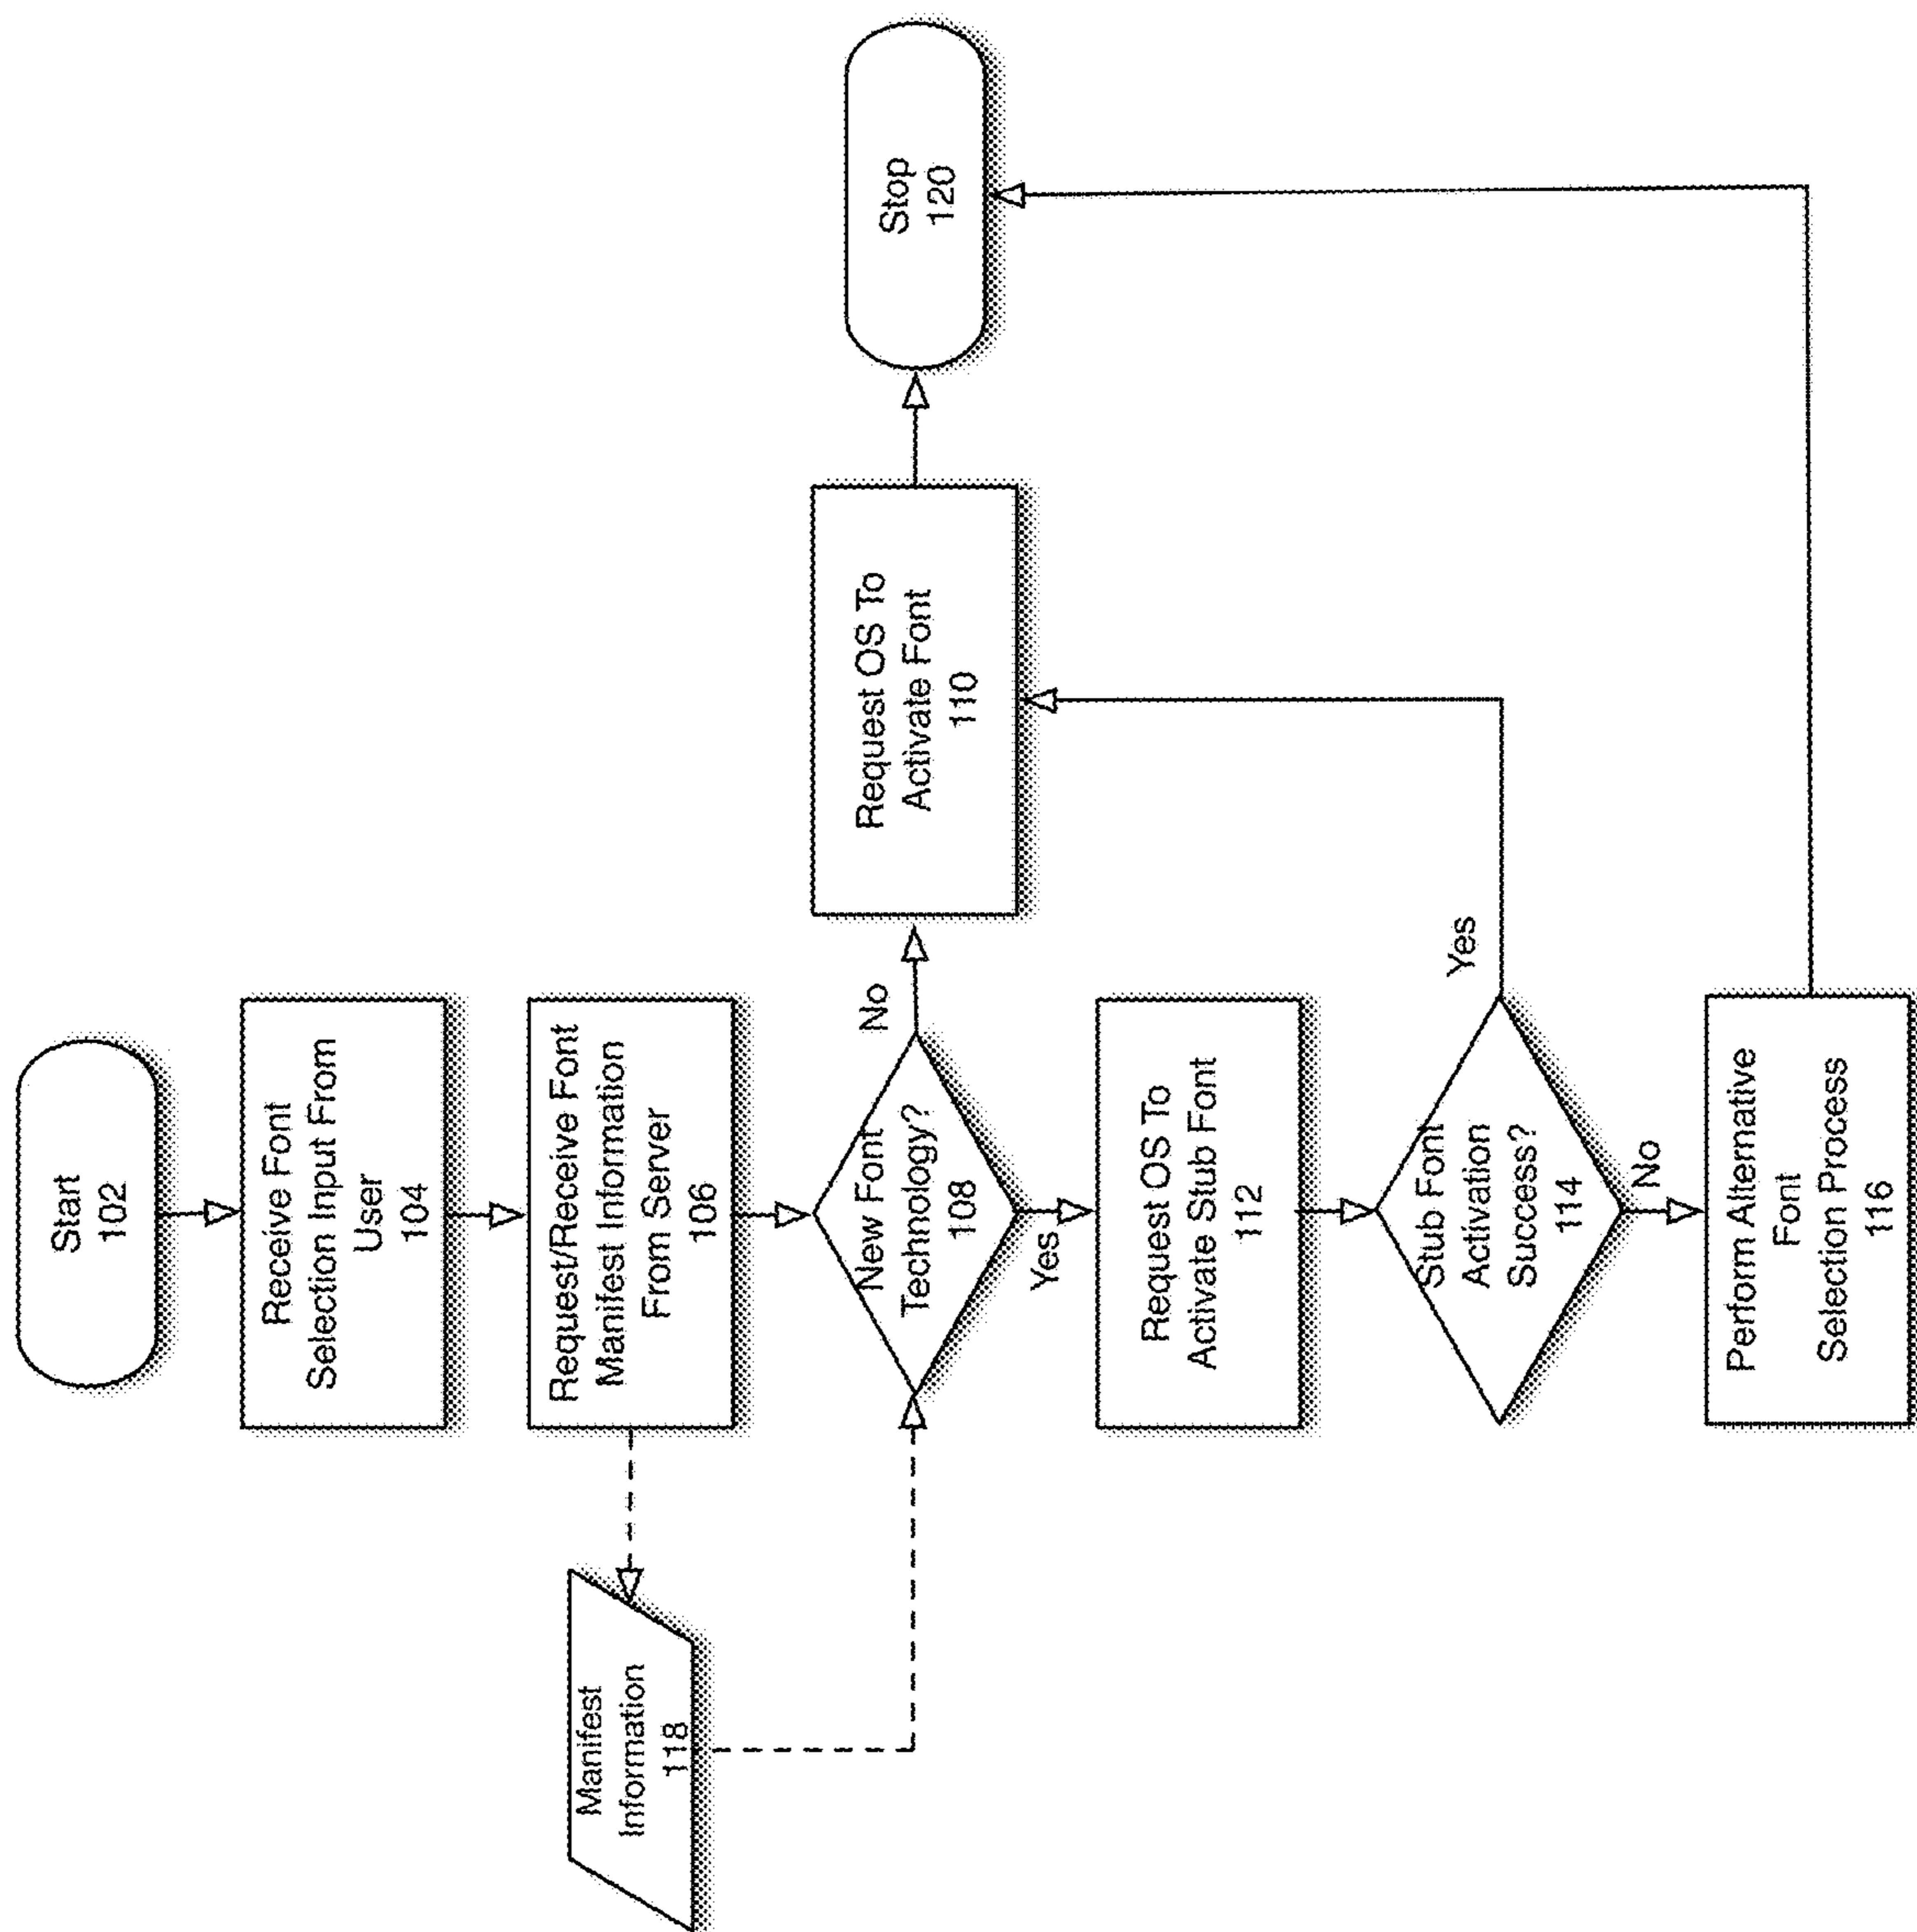 Start
102
Receive Font
Selection Input From
User
104
Request/Receive Font
Manifest Information
From Server
106
Manifest
Information
118
New Font
Technology?
108
No
Yes
Request OS To
Activate Font
110
Stop
120
Request OS To
Activate Stub Font
112
Stub Font
Activation
Success?
114
Yes
No
Perform Alternative
Font
Selection Process
116